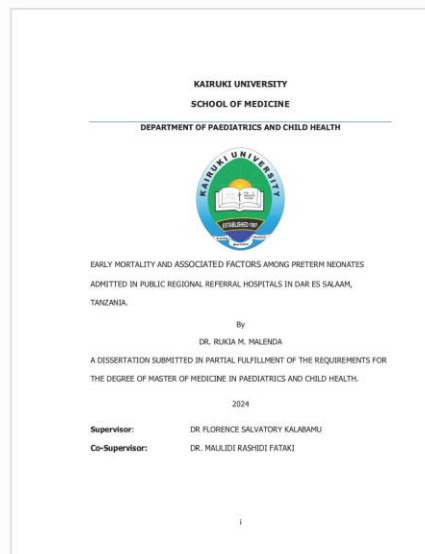 KAIRUKI UNIVERSITY
SCHOOL OF MEDICINE
DEPARTMENT OF PAEDIATRICS AND CHILD HEALTH
KAIRUKI UNIVERSITY
ESTABLISHED 1997
EARLY MORTALITY AND ASSOCIATED FACTORS AMONG PRETERM NEONATES
ADMITTED IN PUBLIC REGIONAL REFERRAL HOSPITALS IN DAR ES SALAAM,
TANZANIA.
By
DR. RUKIA M. MALENDA
A DISSERTATION SUBMITTED IN PARTIAL FULFILLMENT OF THE REQUIREMENTS FOR
THE DEGREE OF MASTER OF MEDICINE IN PAEDIATRICS AND CHILD HEALTH.
2024
Supervisor: DR FLORENCE SALVATORY KALABAMU
Co-Supervisor: DR. MAULIDI RASHIDI FATAKI
i